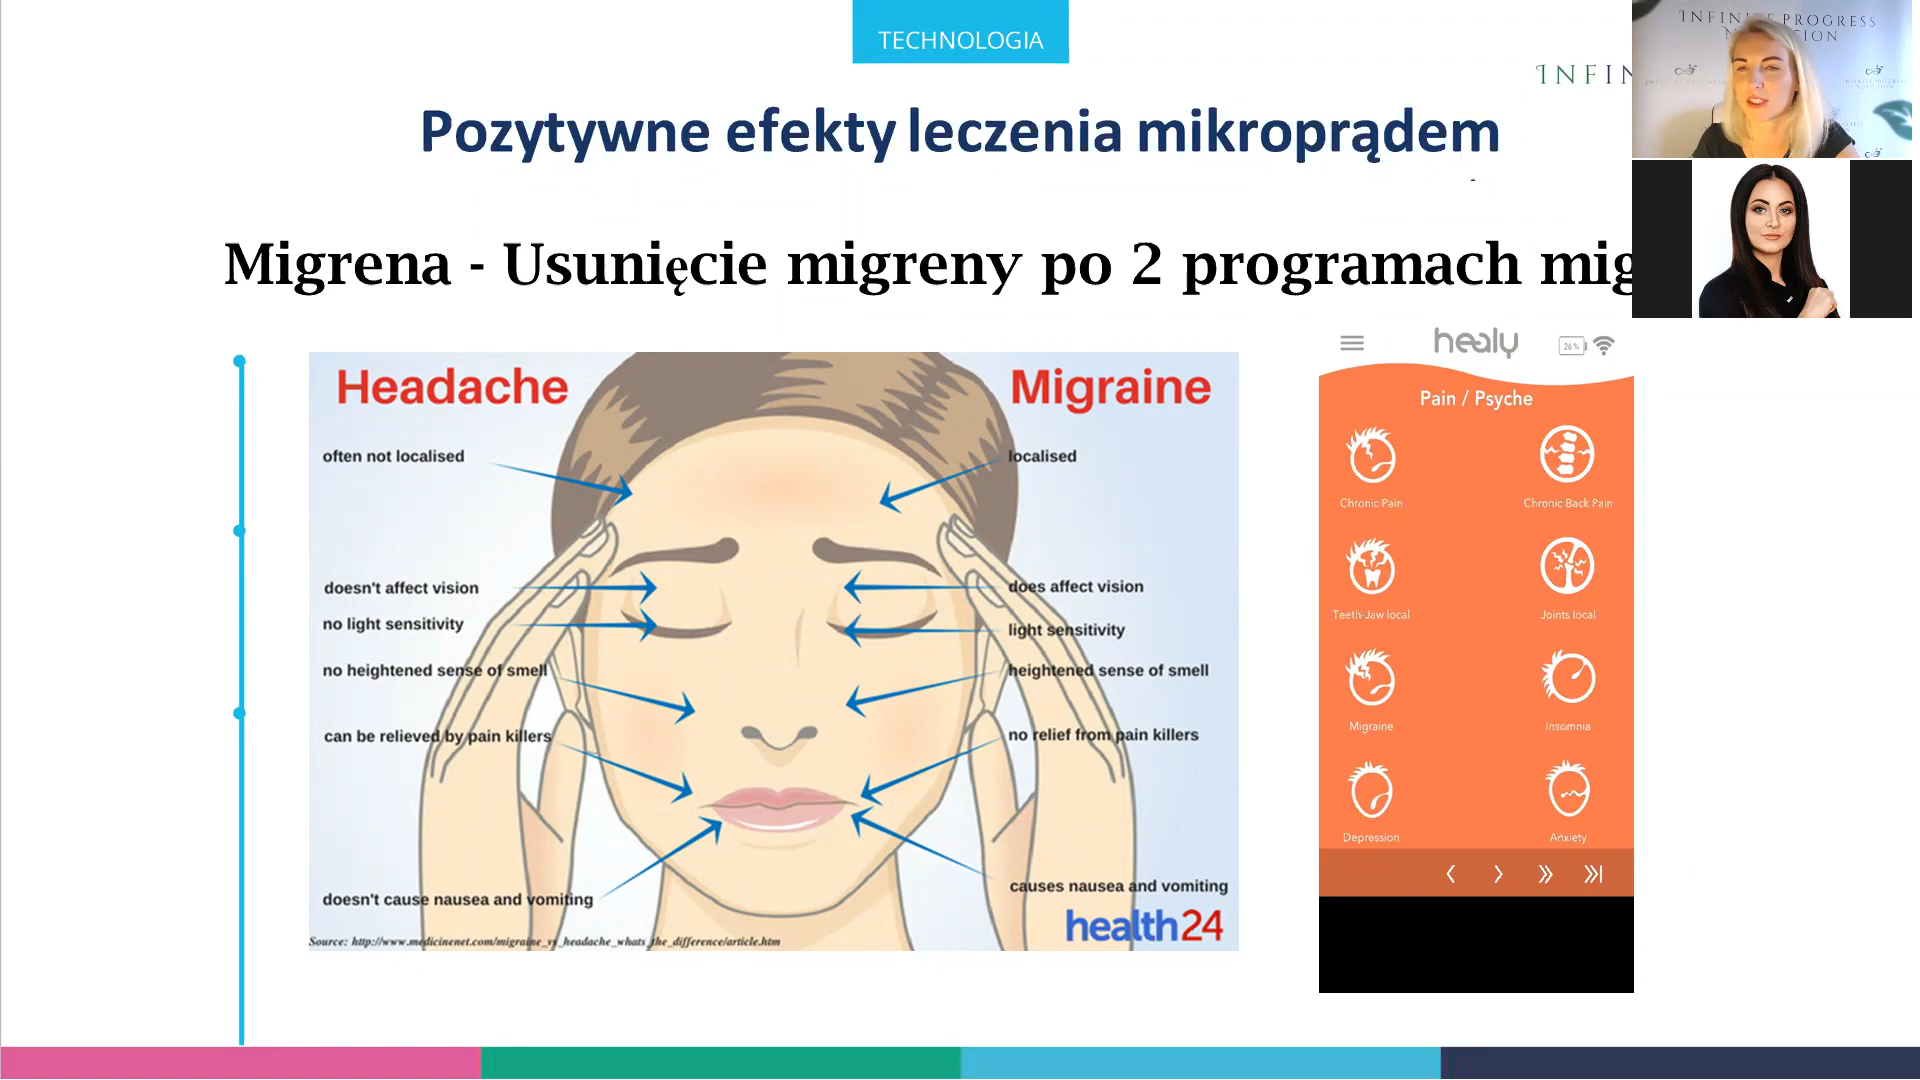 TECHNOLOGIA
INFIN
INFINITE PROGRESS
Pozytywne efekty leczenia mikroprądem
Migrena - Usunięcie migreny po 2 programach mig
Headache
Migraine
often not localised
localised
doesn't affect vision
does affect vision
no light sensitivity
light sensitivity
no heightened sense of smell
heightened sense of smell
can be relieved by pain killers
no relief from pain killers
doesn't cause nausea and vomiting
causes nausea and vomiting
health24
Source: http://www.medicinenet.com/migraine_vs_headache_whats_the_difference/article.htm
healy
26 %
Pain / Psyche
Chronic Pain
Chronic Back Pain
Teeth-Jaw local
Joints local
Migraine
Insomnia
Depression
Anxiety